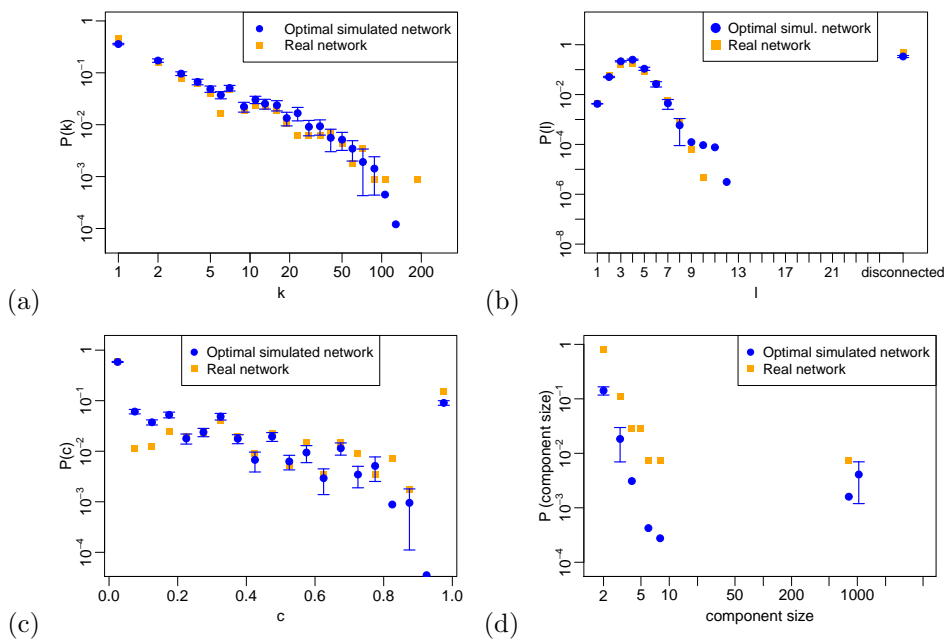 Optimal simulated network
Real network
1
10⁻¹
10⁻²
10⁻³
10⁻⁴
P(k)
1 2 5 10 20 50 100 200
k
(a)
Optimal simul. network
Real network
1
10⁻²
10⁻⁴
10⁻⁶
10⁻⁸
P(l)
1 3 5 7 9 13 17 21 disconnected
l
(b)
Optimal simulated network
Real network
1
10⁻¹
10⁻²
10⁻³
10⁻⁴
P(c)
0.0 0.2 0.4 0.6 0.8 1.0
c
(c)
Optimal simulated network
Real network
1
10⁻¹
10⁻²
10⁻³
10⁻⁴
P (component size)
2 5 10 50 200 1000
component size
(d)